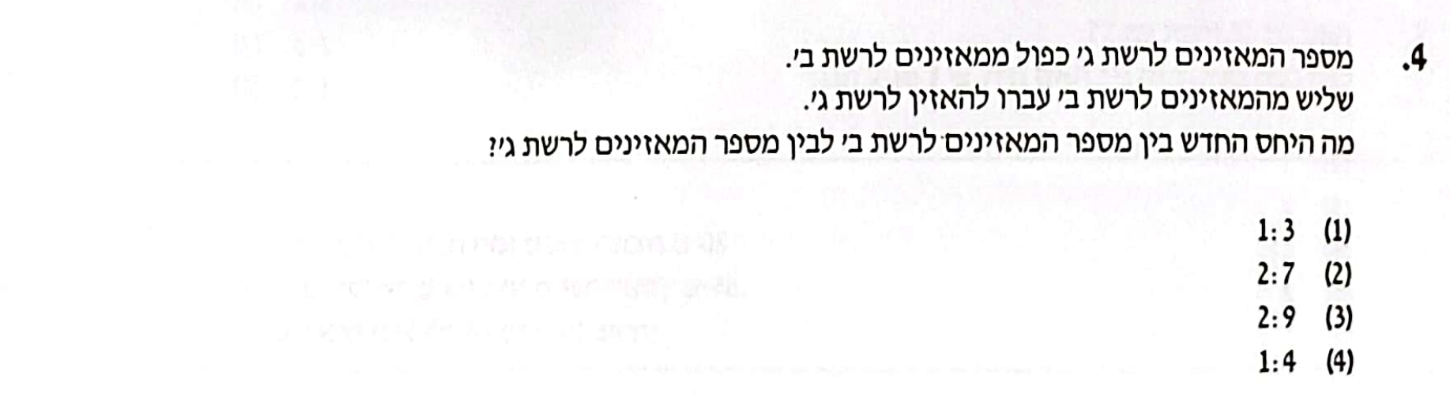 4. מספר המאזינים לרשת ג' כפול ממאזינים לרשת ב'.
שליש מהמאזינים לרשת ב' עברו להאזין לרשת ג'.
מה היחס החדש בין מספר המאזינים לרשת ב' לבין מספר המאזינים לרשת ג'?
(1) 1:3
(2) 2:7
(3) 2:9
(4) 1:4